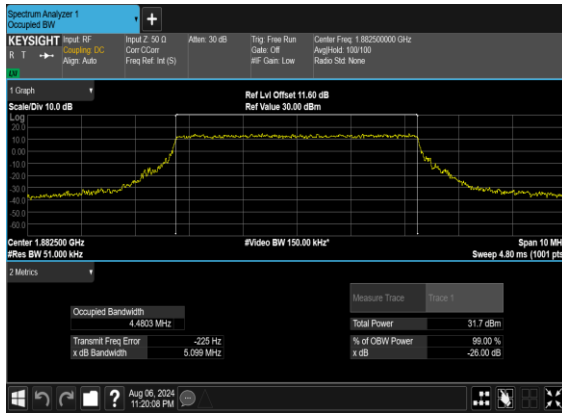 Spectrum Analyzer 1
Occupied BW
KEYSIGHT
R T
Input: RF
Coupling: DC
Align: Auto
Input Z: 50 Ω
Corr CCorr
Freq Ref: Int (S)
Atten: 30 dB
Trig: Free Run
Gate: Off
#IF Gain: Low
Center Freq: 1.882500000 GHz
Avg|Hold: 100/100
Radio Std: None
1 Graph
Scale/Div 10.0 dB
Ref Lvl Offset 11.60 dB
Ref Value 30.00 dBm
Log
20.0
10.0
0.00
-10.0
-20.0
-30.0
-40.0
-50.0
-60.0
Center 1.882500 GHz
#Res BW 51.000 kHz
#Video BW 150.00 kHz*
Span 10 MH
Sweep 4.80 ms (1001 pts
2 Metrics
Measure Trace
Trace 1
Occupied Bandwidth
4.4803 MHz
Total Power
31.7 dBm
Transmit Freq Error
-225 Hz
% of OBW Power
99.00 %
x dB Bandwidth
5.099 MHz
x dB
-26.00 dB
?
Aug 06, 2024
11:20:08 PM